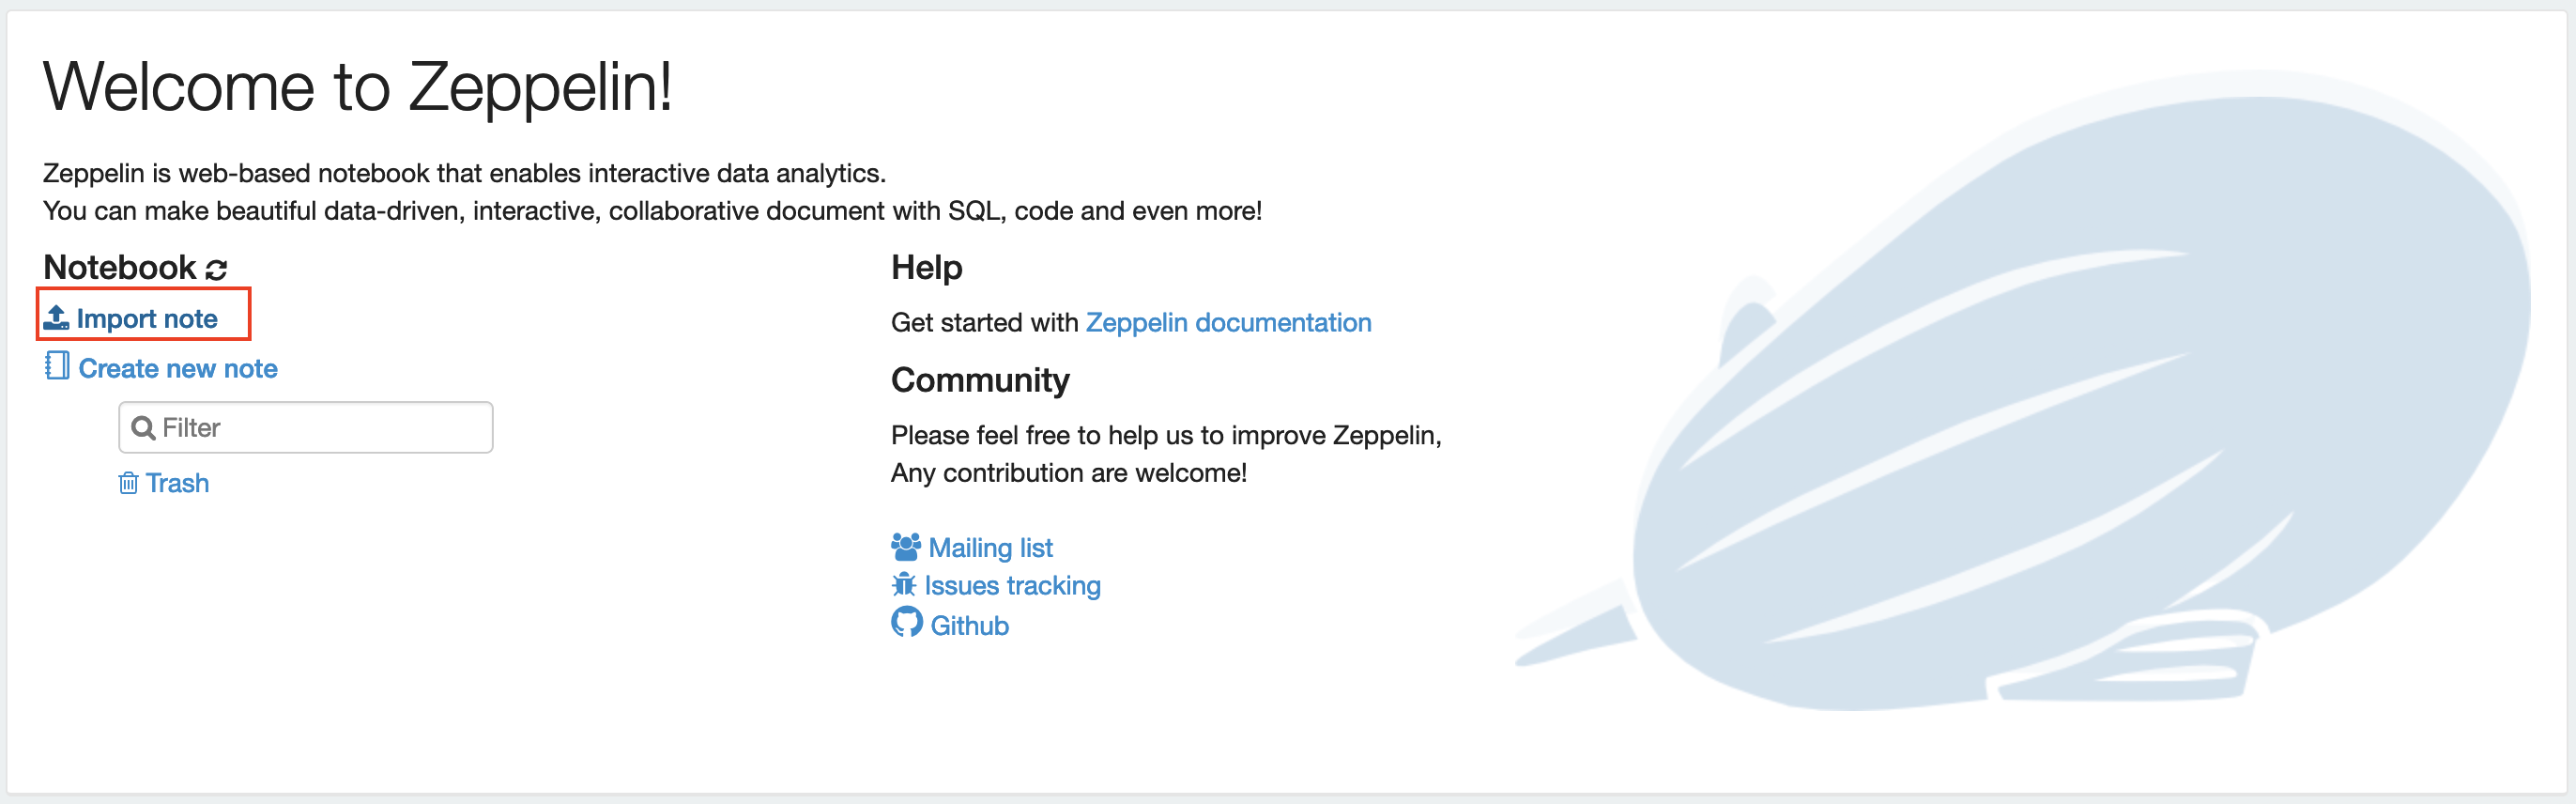 Welcome to Zeppelin!
Zeppelin is web-based notebook that enables interactive data analytics.
You can make beautiful data-driven, interactive, collaborative document with SQL, code and even more!
Notebook
Import note
Create new note
Filter
Trash
Help
Get started with Zeppelin documentation
Community
Please feel free to help us to improve Zeppelin,
Any contribution are welcome!
Mailing list
Issues tracking
Github